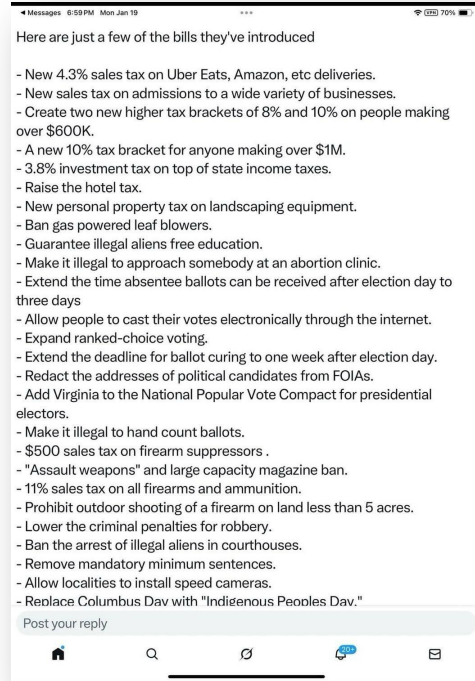 ◄ Messages 6:59 PM Mon Jan 19
VPN 70%
Here are just a few of the bills they've introduced
- New 4.3% sales tax on Uber Eats, Amazon, etc deliveries.
- New sales tax on admissions to a wide variety of businesses.
- Create two new higher tax brackets of 8% and 10% on people making
over $600K.
- A new 10% tax bracket for anyone making over $1M.
- 3.8% investment tax on top of state income taxes.
- Raise the hotel tax.
- New personal property tax on landscaping equipment.
- Ban gas powered leaf blowers.
- Guarantee illegal aliens free education.
- Make it illegal to approach somebody at an abortion clinic.
- Extend the time absentee ballots can be received after election day to
three days
- Allow people to cast their votes electronically through the internet.
- Expand ranked-choice voting.
- Extend the deadline for ballot curing to one week after election day.
- Redact the addresses of political candidates from FOIAs.
- Add Virginia to the National Popular Vote Compact for presidential
electors.
- Make it illegal to hand count ballots.
- $500 sales tax on firearm suppressors .
- "Assault weapons" and large capacity magazine ban.
- 11% sales tax on all firearms and ammunition.
- Prohibit outdoor shooting of a firearm on land less than 5 acres.
- Lower the criminal penalties for robbery.
- Ban the arrest of illegal aliens in courthouses.
- Remove mandatory minimum sentences.
- Allow localities to install speed cameras.
- Replace Columbus Day with "Indigenous Peoples Day."
Post your reply
20+